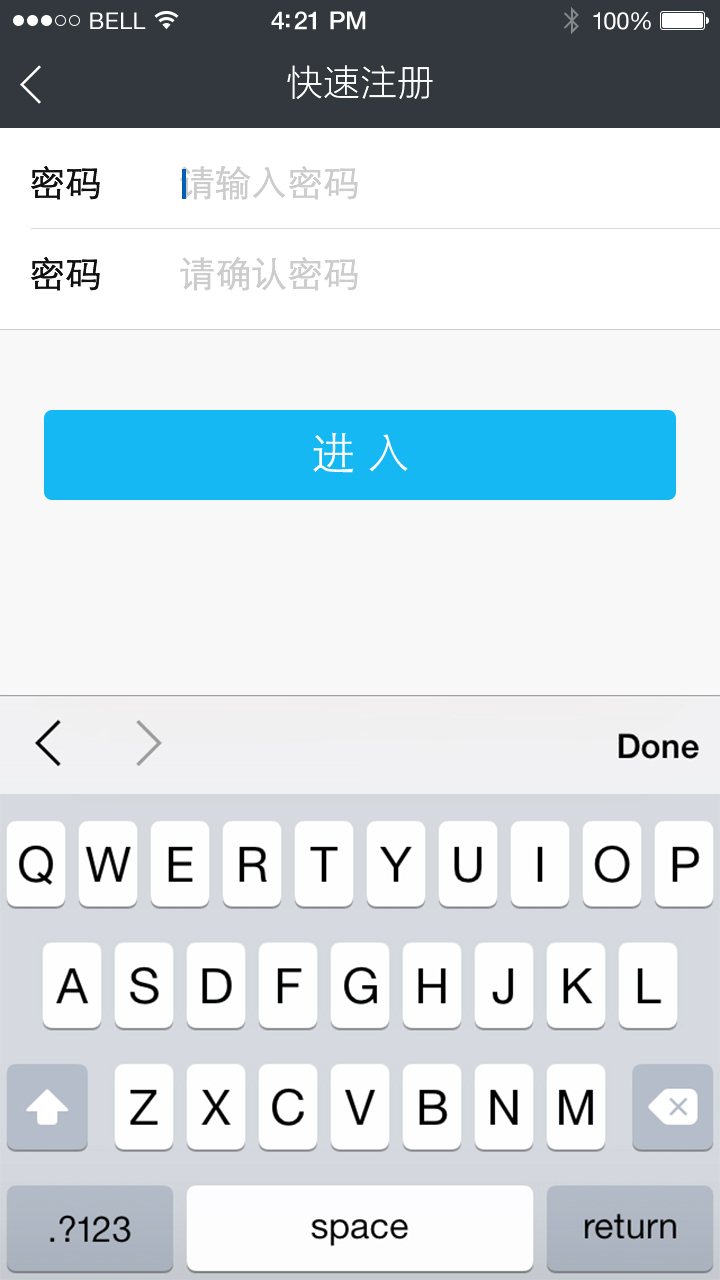 BELL 4:21 PM 100%
快速注册
密码 请输入密码
密码 请确认密码
进 入
Done
Q W E R T Y U I O P
A S D F G H J K L
Z X C V B N M
.?123 space return